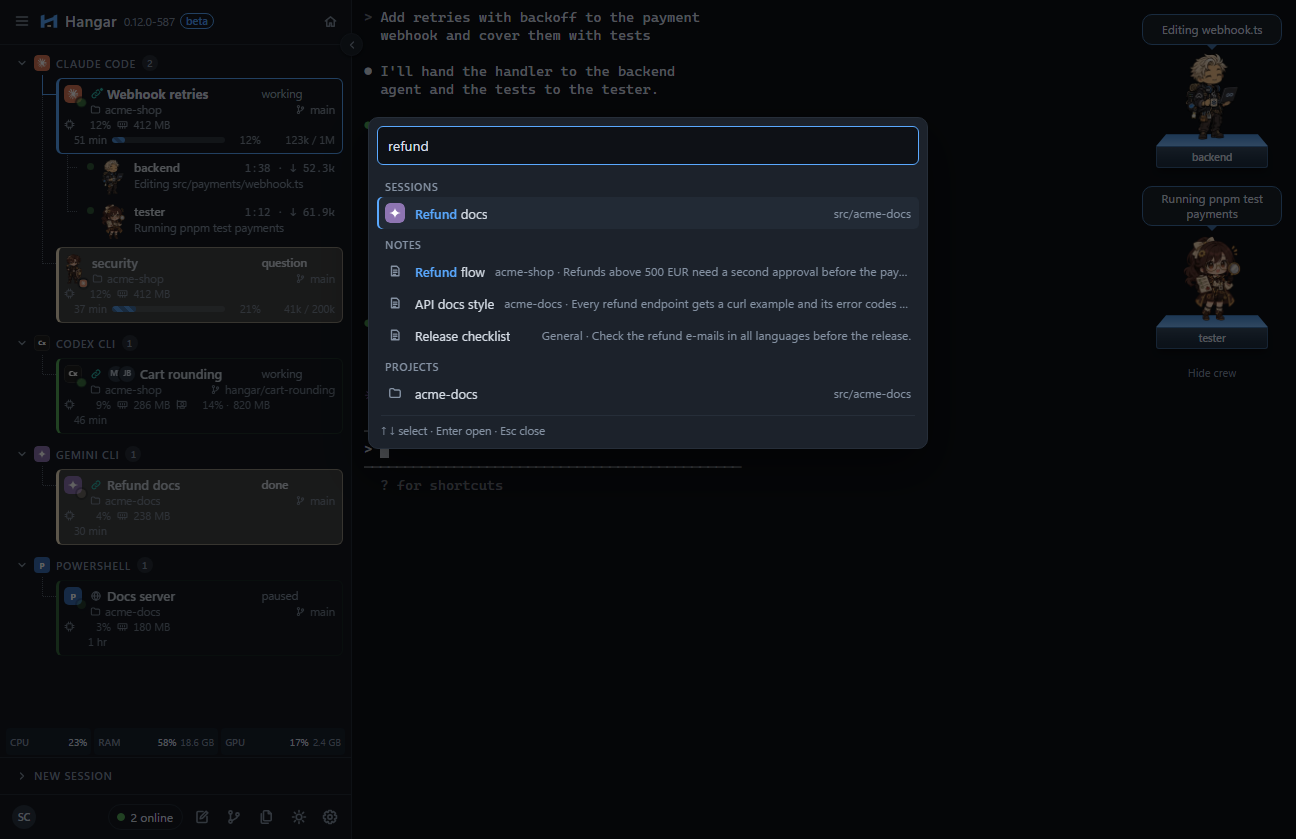 Hangar 0.12.0-587 beta
CLAUDE CODE 2
Webhook retries working
acme-shop main
12% 412 MB
51 min 12% 123k / 1M
backend 1:38 · ↓ 52.3k
Editing src/payments/webhook.ts
tester 1:12 · ↓ 61.9k
Running pnpm test payments
security question
acme-shop main
12% 412 MB
37 min 21% 41k / 200k
CODEX CLI 1
Cx M JB Cart rounding working
acme-shop hangar/cart-rounding
9% 286 MB 14% · 820 MB
46 min
GEMINI CLI 1
Refund docs done
acme-docs main
4% 238 MB
30 min
P POWERSHELL 1
P Docs server paused
acme-docs main
3% 180 MB
1 hr
CPU 23% RAM 58% 18.6 GB GPU 17% 2.4 GB
NEW SESSION
SC 2 online
> Add retries with backoff to the payment
webhook and cover them with tests
● I'll hand the handler to the backend
agent and the tests to the tester.
refund
SESSIONS
Refund docs src/acme-docs
NOTES
Refund flow acme-shop · Refunds above 500 EUR need a second approval before the pay...
API docs style acme-docs · Every refund endpoint gets a curl example and its error codes ...
Release checklist General · Check the refund e-mails in all languages before the release.
PROJECTS
acme-docs src/acme-docs
↑↓ select · Enter open · Esc close
>
? for shortcuts
Editing webhook.ts
backend
Running pnpm test
payments
tester
Hide crew